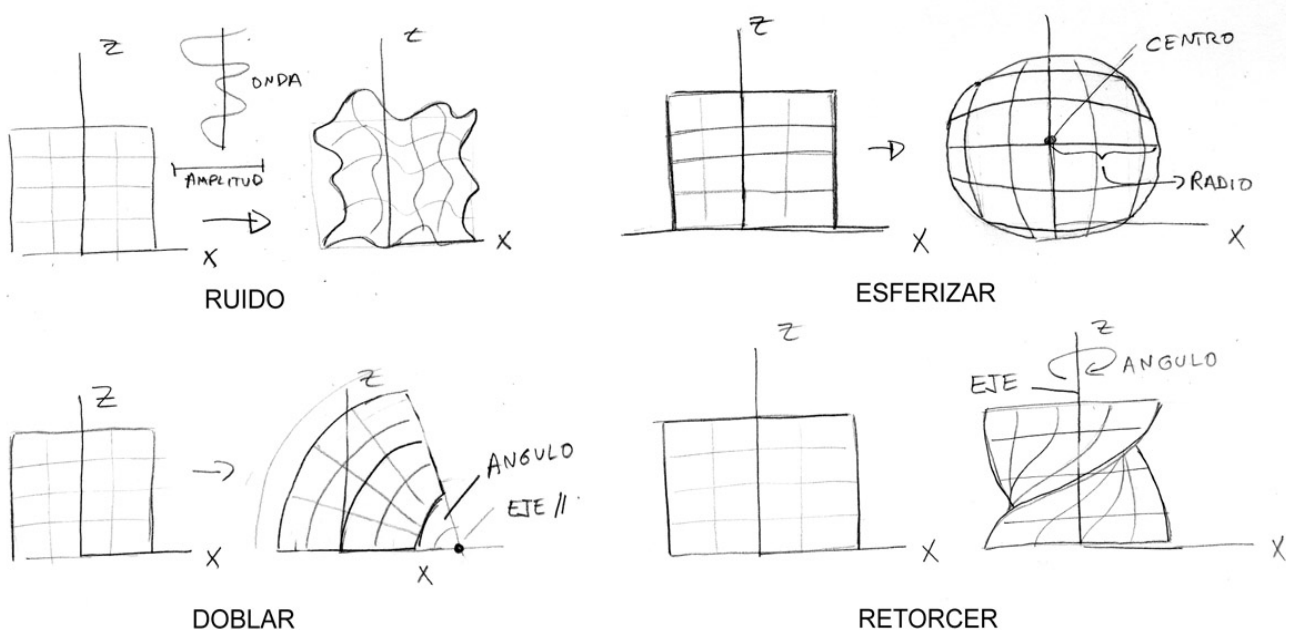 Z
ONDA
AMPLITUD
X
Z
X
RUIDO
Z
X
CENTRO
RADIO
X
ESFERIZAR
Z
X
Z
ANGULO
EJE //
X
DOBLAR
Z
X
Z
ANGULO
EJE
X
RETORCER